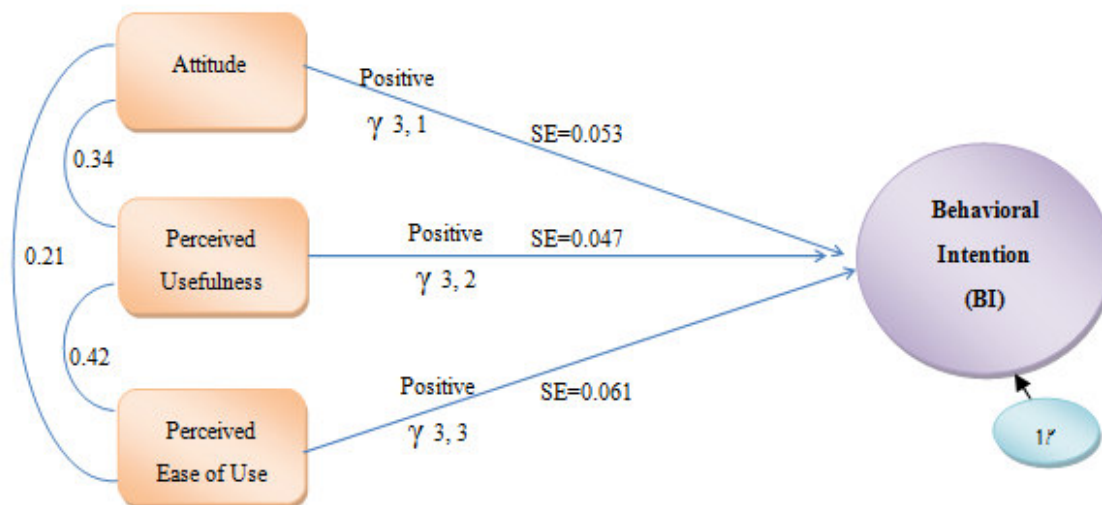 Attitude
Positive
γ 3, 1
SE=0.053
0.34
Behavioral
Intention
(BI)
Perceived
Usefulness
Positive
SE=0.047
γ 3, 2
0.21
0.42
Perceived
Ease of Use
Positive
SE=0.061
γ 3, 3